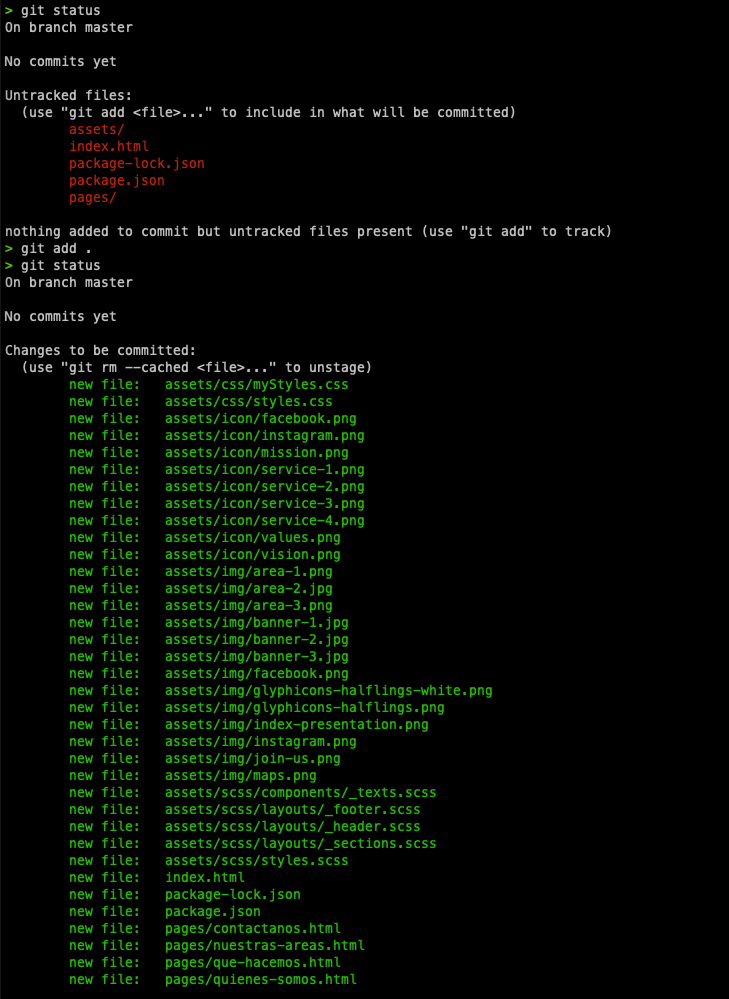 > git status
On branch master
No commits yet
Untracked files:
  (use "git add <file>..." to include in what will be committed)
        assets/
        index.html
        package-lock.json
        package.json
        pages/
nothing added to commit but untracked files present (use "git add" to track)
> git add .
> git status
On branch master
No commits yet
Changes to be committed:
  (use "git rm --cached <file>..." to unstage)
        new file:   assets/css/myStyles.css
        new file:   assets/css/styles.css
        new file:   assets/icon/facebook.png
        new file:   assets/icon/instagram.png
        new file:   assets/icon/mission.png
        new file:   assets/icon/service-1.png
        new file:   assets/icon/service-2.png
        new file:   assets/icon/service-3.png
        new file:   assets/icon/service-4.png
        new file:   assets/icon/values.png
        new file:   assets/icon/vision.png
        new file:   assets/img/area-1.png
        new file:   assets/img/area-2.jpg
        new file:   assets/img/area-3.png
        new file:   assets/img/banner-1.jpg
        new file:   assets/img/banner-2.jpg
        new file:   assets/img/banner-3.jpg
        new file:   assets/img/facebook.png
        new file:   assets/img/glyphicons-halflings-white.png
        new file:   assets/img/glyphicons-halflings.png
        new file:   assets/img/index-presentation.png
        new file:   assets/img/instagram.png
        new file:   assets/img/join-us.png
        new file:   assets/img/maps.png
        new file:   assets/scss/components/_texts.scss
        new file:   assets/scss/layouts/_footer.scss
        new file:   assets/scss/layouts/_header.scss
        new file:   assets/scss/layouts/_sections.scss
        new file:   assets/scss/styles.scss
        new file:   index.html
        new file:   package-lock.json
        new file:   package.json
        new file:   pages/contactanos.html
        new file:   pages/nuestras-areas.html
        new file:   pages/que-hacemos.html
        new file:   pages/quienes-somos.html